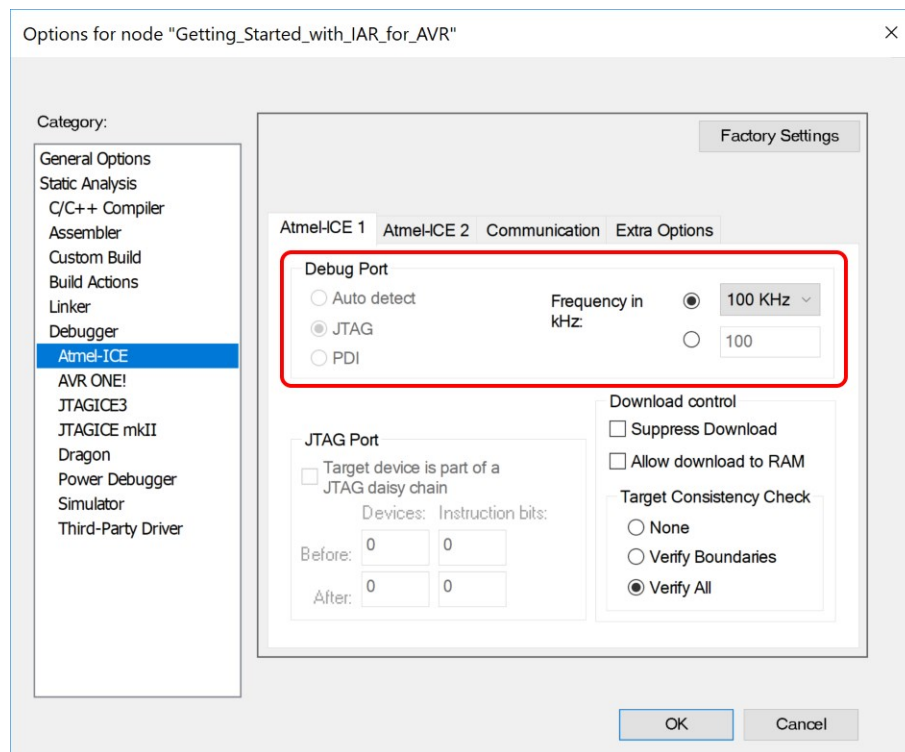 Options for node "Getting_Started_with_IAR_for_AVR"
Category:
General Options
Static Analysis
C/C++ Compiler
Assembler
Custom Build
Build Actions
Linker
Debugger
Atmel-ICE
AVR ONE!
JTAGICE3
JTAGICE mkII
Dragon
Power Debugger
Simulator
Third-Party Driver
Factory Settings
Atmel-ICE 1 Atmel-ICE 2 Communication Extra Options
Debug Port
Auto detect
JTAG
PDI
Frequency in
kHz:
100 KHz
100
JTAG Port
Target device is part of a
JTAG daisy chain
Devices: Instruction bits:
Before: 0 0
After: 0 0
Download control
Suppress Download
Allow download to RAM
Target Consistency Check
None
Verify Boundaries
Verify All
OK Cancel